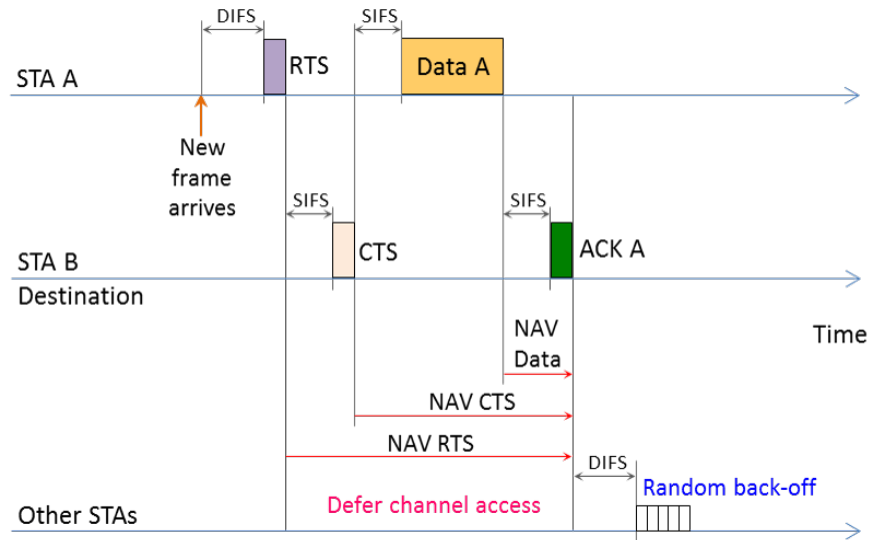 DIFS
SIFS
STA A
RTS
Data A
New
frame
arrives
SIFS
SIFS
STA B
CTS
ACK A
Destination
NAV
Data
Time
NAV CTS
NAV RTS
DIFS
Defer channel access
Random back-off
Other STAs